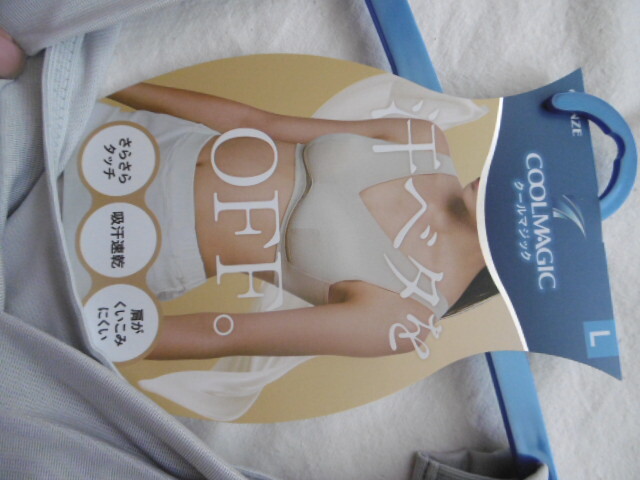 COOLMAGIC
クールマジック
L
汗ベタを
OFF。
さらさら
タッチ
吸汗速乾
肩が
くいこみ
にくい